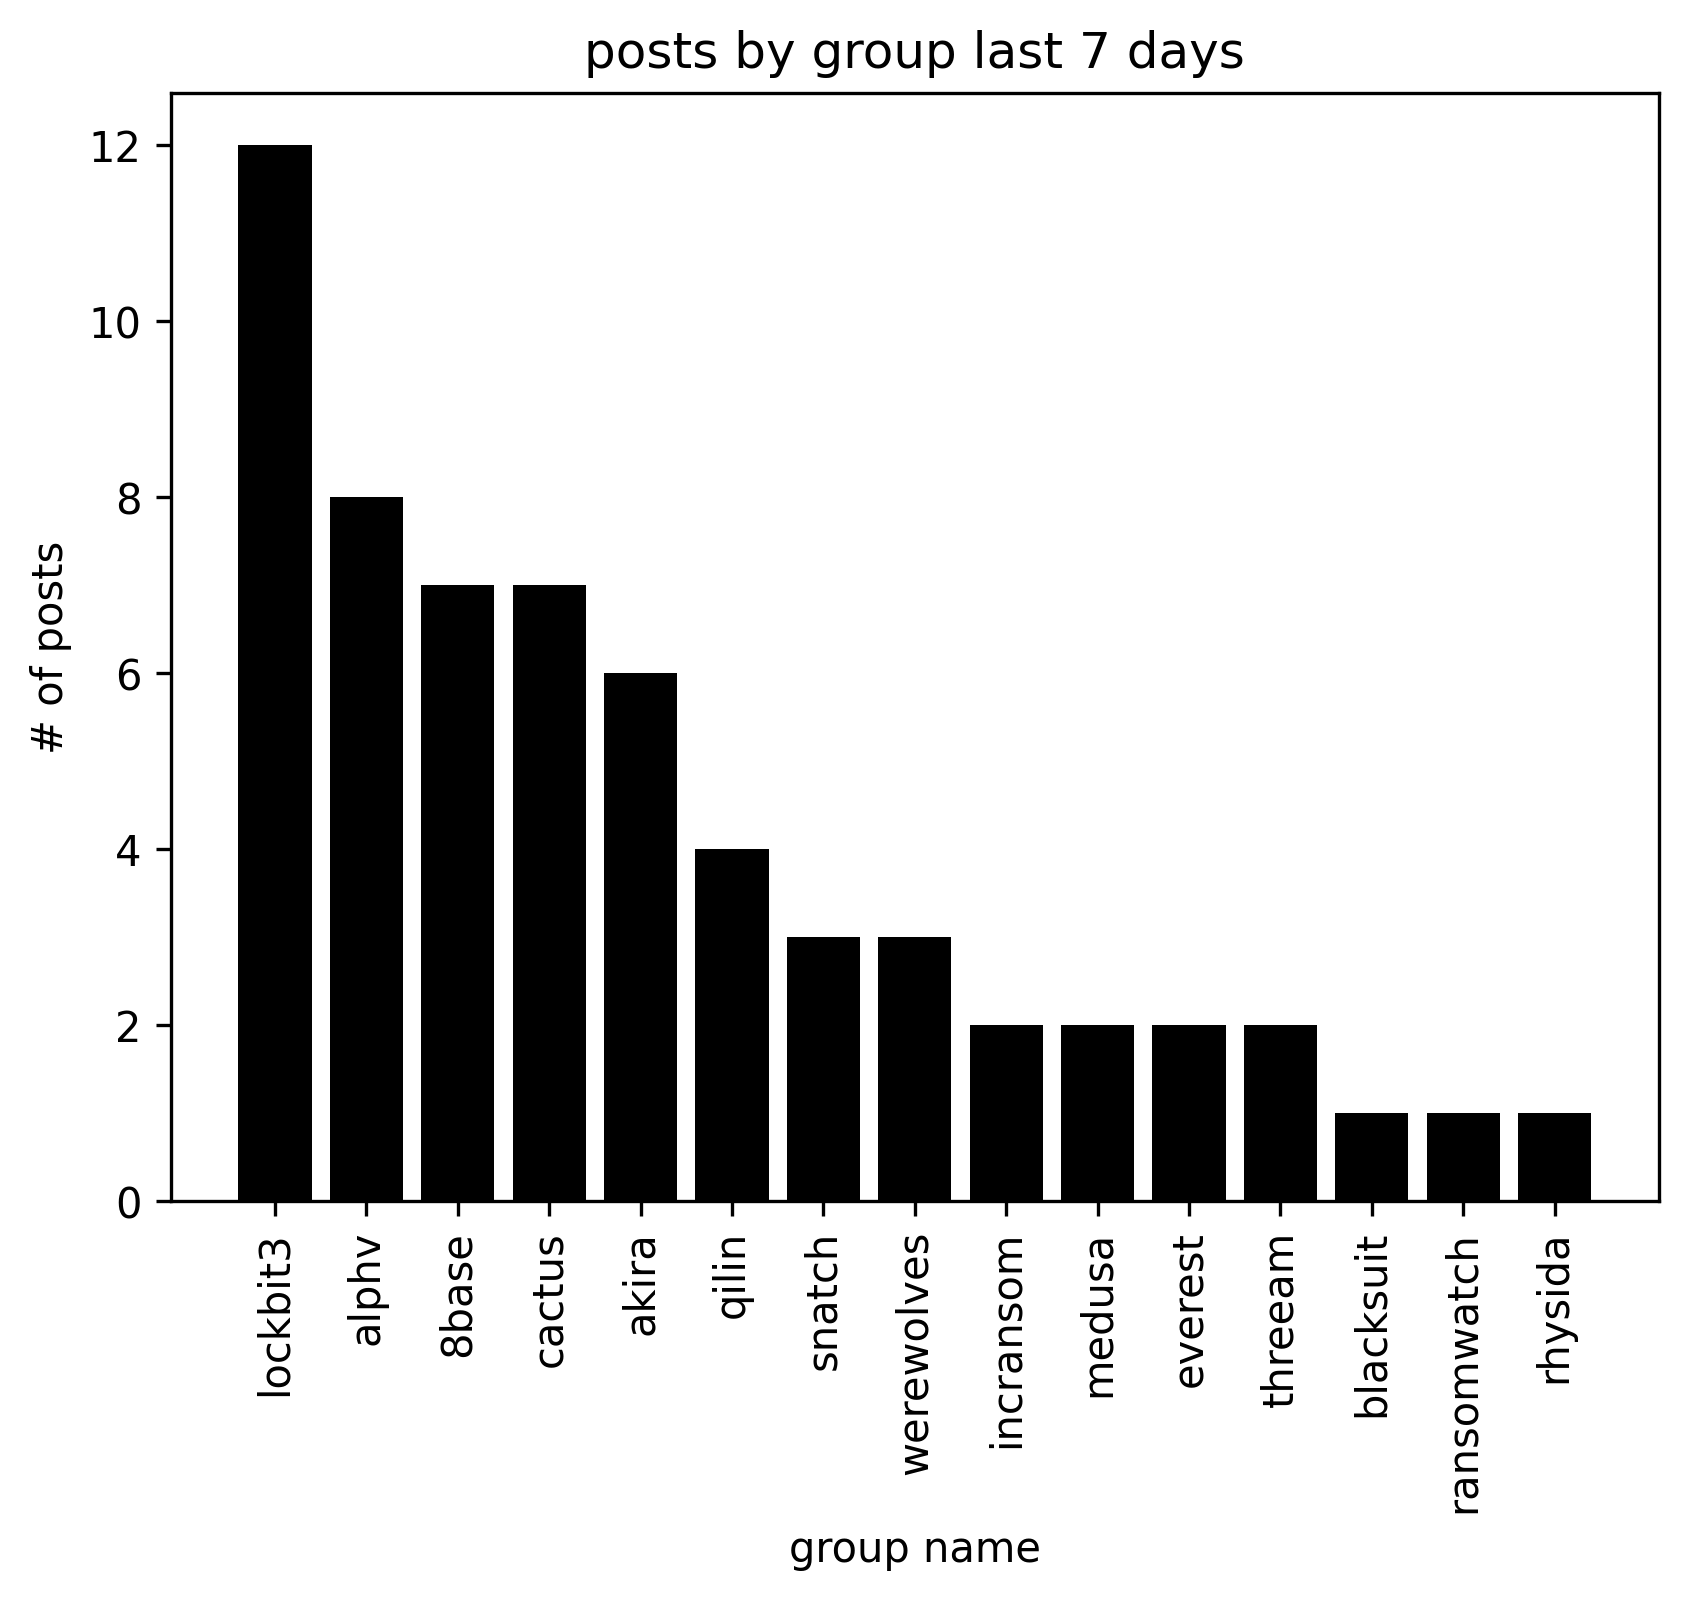 posts by group last 7 days
# of posts
12
10
8
6
4
2
0
lockbit3
alphv
8base
cactus
akira
qilin
snatch
werewolves
incransom
medusa
everest
threeam
blacksuit
ransomwatch
rhysida
group name